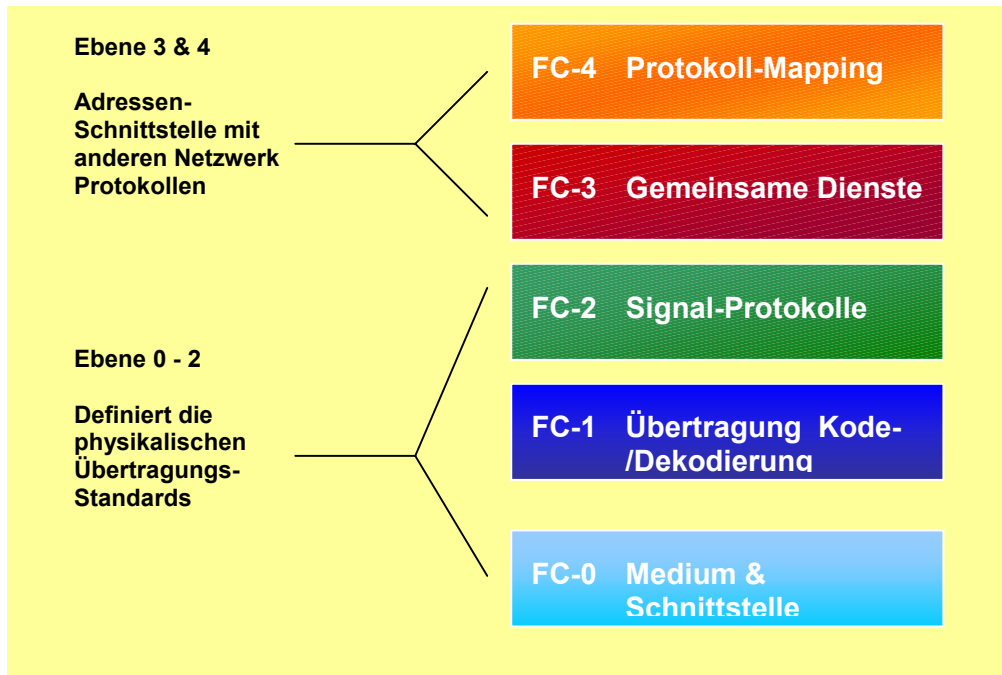 Ebene 3 & 4
Adressen-
Schnittstelle mit
anderen Netzwerk
Protokollen
FC-4 Protokoll-Mapping
FC-3 Gemeinsame Dienste
FC-2 Signal-Protokolle
Ebene 0 - 2
Definiert die
physikalischen
Übertragungs-
Standards
FC-1 Übertragung Kode-
/Dekodierung
FC-0 Medium &
Schnittstelle